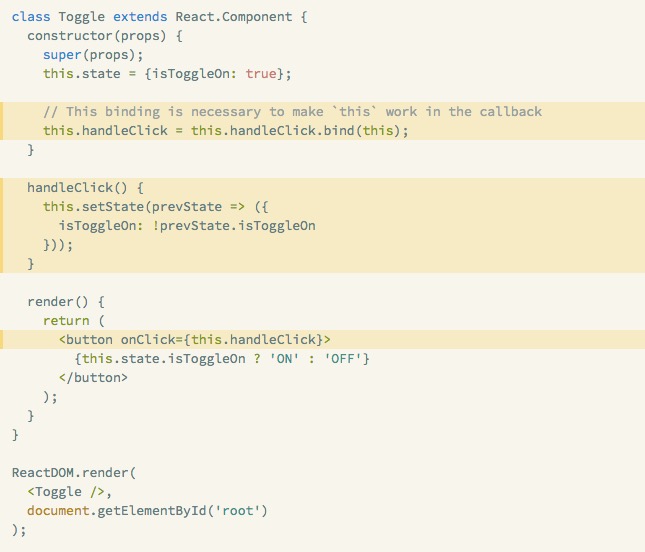 class Toggle extends React.Component {
  constructor(props) {
    super(props);
    this.state = {isToggleOn: true};

    // This binding is necessary to make `this` work in the callback
    this.handleClick = this.handleClick.bind(this);
  }

  handleClick() {
    this.setState(prevState => ({
      isToggleOn: !prevState.isToggleOn
    }));
  }

  render() {
    return (
      <button onClick={this.handleClick}>
        {this.state.isToggleOn ? 'ON' : 'OFF'}
      </button>
    );
  }
}

ReactDOM.render(
  <Toggle />,
  document.getElementById('root')
);